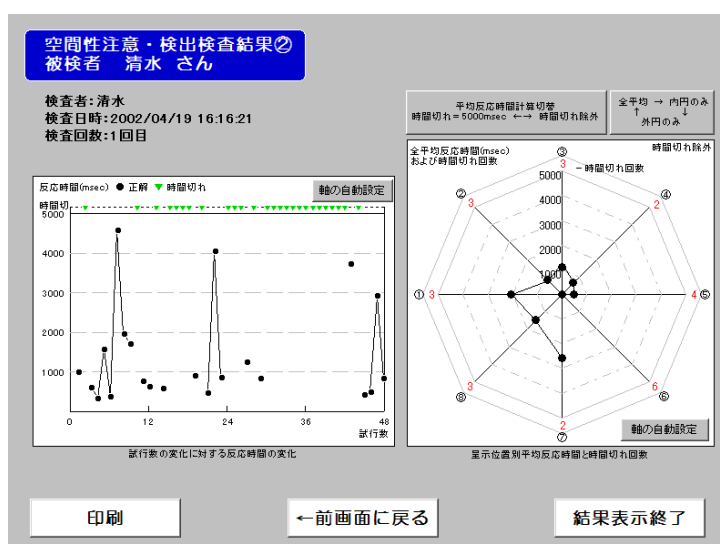 空間性注意・検出検査結果②
被検者　清水 さん
検査者:清水
検査日時:2002/04/19 16:16:21
検査回数:1回目
平均反応時間計算切替
時間切れ=5000msec ←→ 時間切れ除外
全平均 → 内円のみ
↑ ↓
外円のみ
反応時間(msec) ● 正解 ▼ 時間切れ
軸の自動設定
時間切
5000
4000
3000
2000
1000
0 12 24 36 48
試行数
試行数の変化に対する反応時間の変化
全平均反応時間(msec)
および時間切れ回数
時間切れ除外
③
3
5000
－時間切れ回数
②
3
④
2
4000
3000
2000
1000
① 3
4 ⑤
3
⑧
6
⑥
2
⑦
軸の自動設定
呈示位置別平均反応時間と時間切れ回数
印刷
←前画面に戻る
結果表示終了